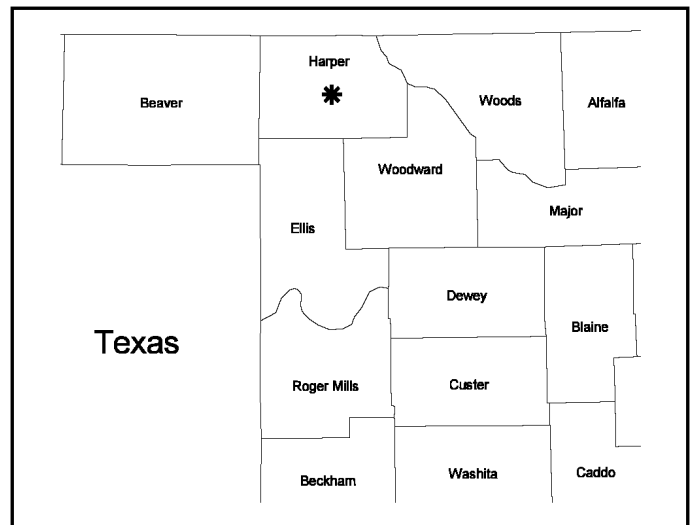 Harper
Beaver
Woods
Alfalfa
Woodward
Major
Ellis
Dewey
Blaine
Texas
Roger Mills
Custer
Beckham
Washita
Caddo